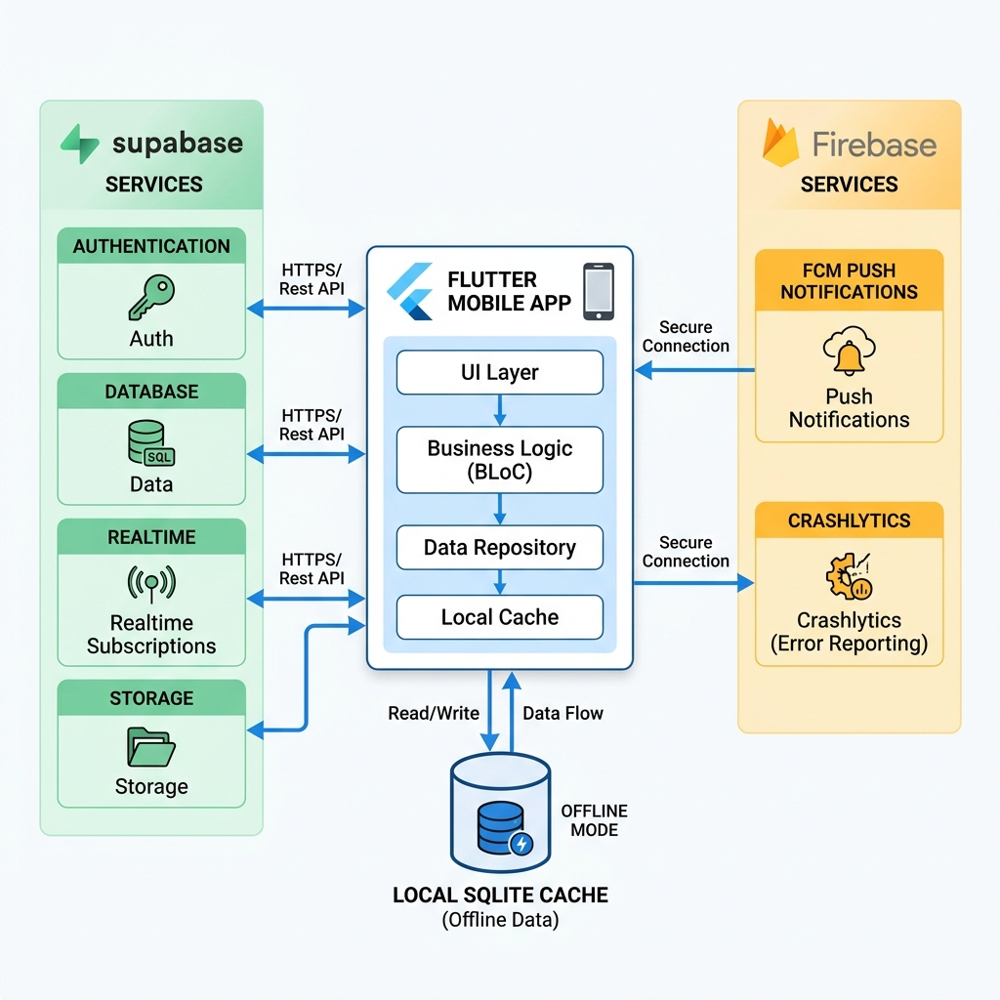 supabase
SERVICES
AUTHENTICATION
Auth
DATABASE
SQL
Data
REALTIME
Realtime
Subscriptions
STORAGE
Storage
HTTPS/
Rest API
HTTPS/
Rest API
HTTPS/
Rest API
FLUTTER
MOBILE APP
UI Layer
Business Logic
(BLoC)
Data Repository
Local Cache
Read/Write
Data Flow
OFFLINE
MODE
LOCAL SQLITE CACHE
(Offline Data)
Secure
Connection
Secure
Connection
Firebase
SERVICES
FCM PUSH
NOTIFICATIONS
Push
Notifications
CRASHLYTICS
Crashlytics
(Error Reporting)